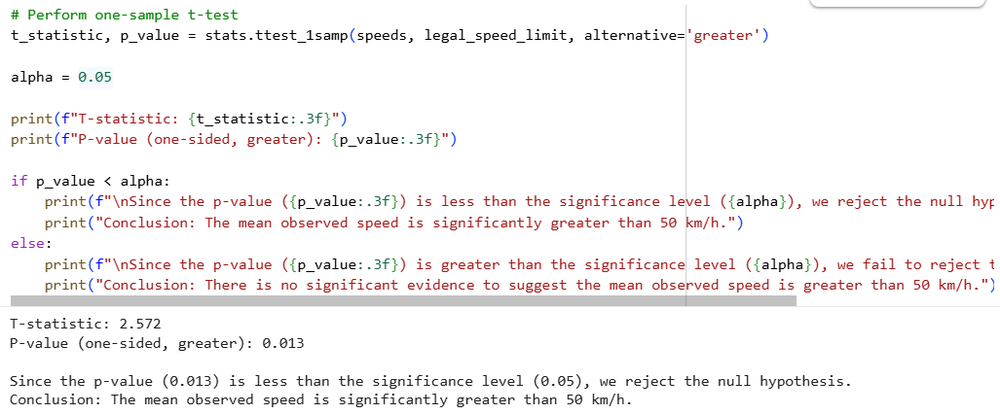 # Perform one-sample t-test
t_statistic, p_value = stats.ttest_1samp(speeds, legal_speed_limit, alternative='greater')
alpha = 0.05
print(f"T-statistic: {t_statistic:.3f}")
print(f"P-value (one-sided, greater): {p_value:.3f}")
if p_value < alpha:
    print(f"\nSince the p-value ({p_value:.3f}) is less than the significance level ({alpha}), we reject the null hyp
    print("Conclusion: The mean observed speed is significantly greater than 50 km/h.")
else:
    print(f"\nSince the p-value ({p_value:.3f}) is greater than the significance level ({alpha}), we fail to reject t
    print("Conclusion: There is no significant evidence to suggest the mean observed speed is greater than 50 km/h.")
T-statistic: 2.572
P-value (one-sided, greater): 0.013
Since the p-value (0.013) is less than the significance level (0.05), we reject the null hypothesis.
Conclusion: The mean observed speed is significantly greater than 50 km/h.